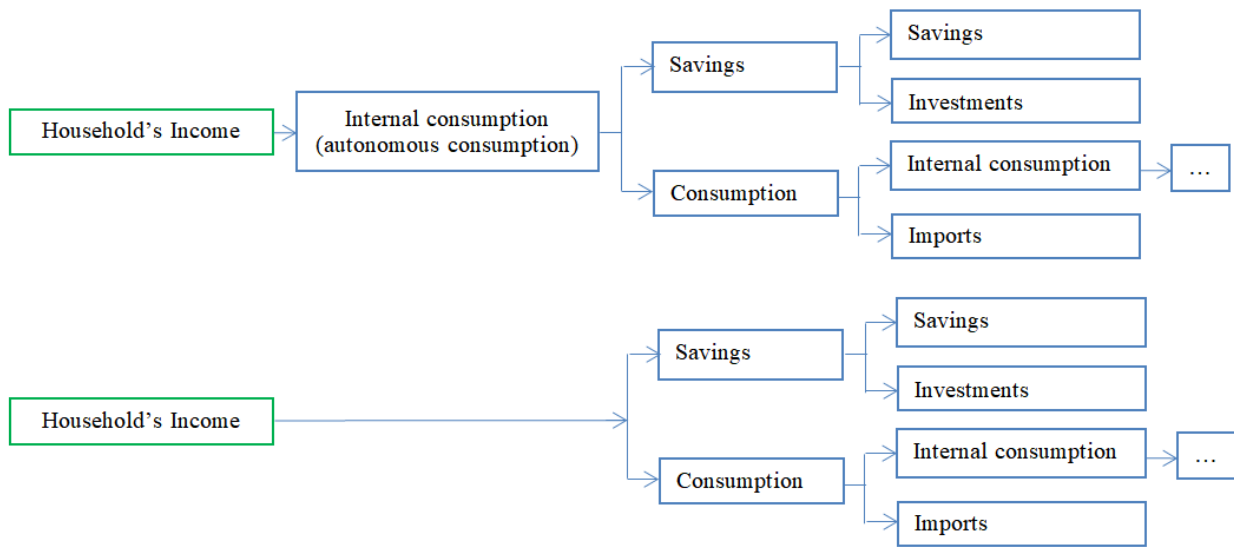 Household’s Income
Internal consumption
(autonomous consumption)
Savings
Consumption
Savings
Investments
Internal consumption
Imports
…
Household’s Income
Savings
Consumption
Savings
Investments
Internal consumption
Imports
…